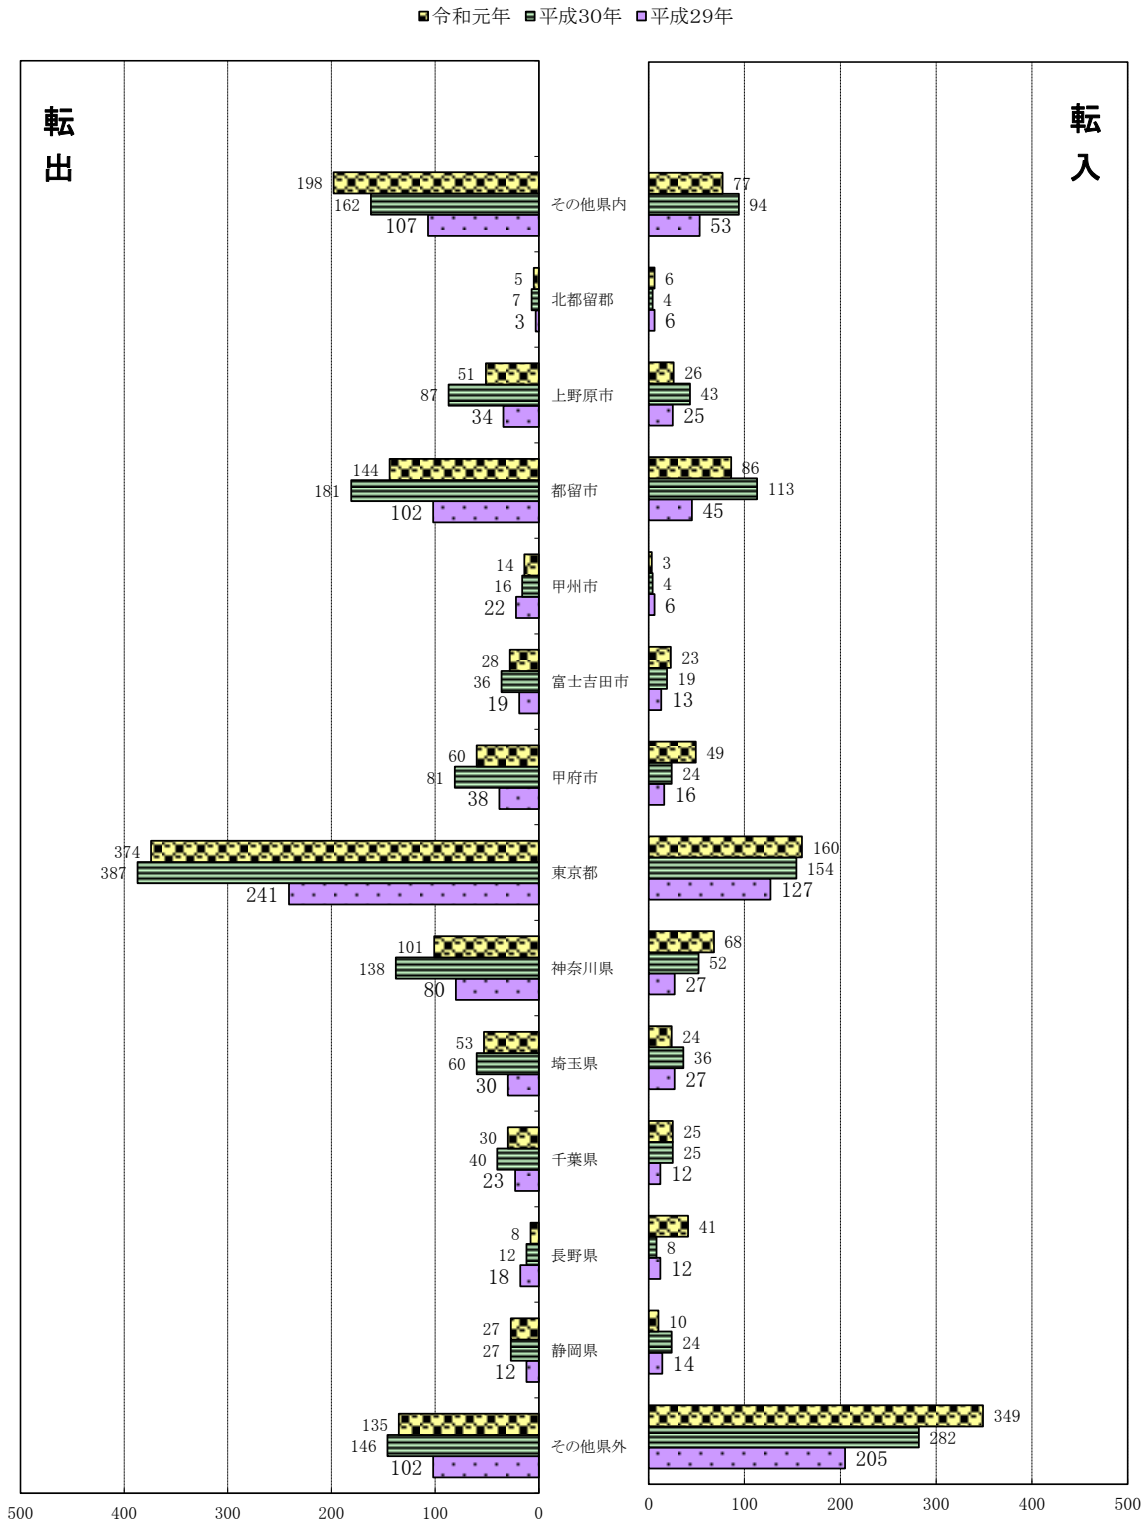 令和元年 平成30年 平成29年
転出
転入
198 77
162 その他県内 94
107 53
5 6
7 北都留郡 4
3 6
51 26
87 上野原市 43
34 25
144 86
181 都留市 113
102 45
14 3
16 甲州市 4
22 6
28 23
36 富士吉田市 19
19 13
60 49
81 甲府市 24
38 16
374 160
387 東京都 154
241 127
101 68
138 神奈川県 52
80 27
53 24
60 埼玉県 36
30 27
30 25
40 千葉県 25
23 12
8 41
12 長野県 8
18 12
27 10
27 静岡県 24
12 14
135 349
146 その他県外 282
102 205
500 400 300 200 100 0 0 100 200 300 400 500